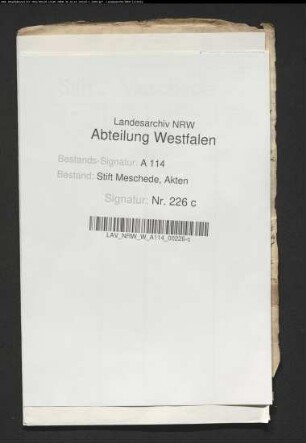 Landesarchiv NRW
Abteilung Westfalen
Bestands-Signatur: A 114
Bestand: Stift Meschede, Akten
Signatur: Nr. 226 c
LAV_NRW_W_A114_00226-c